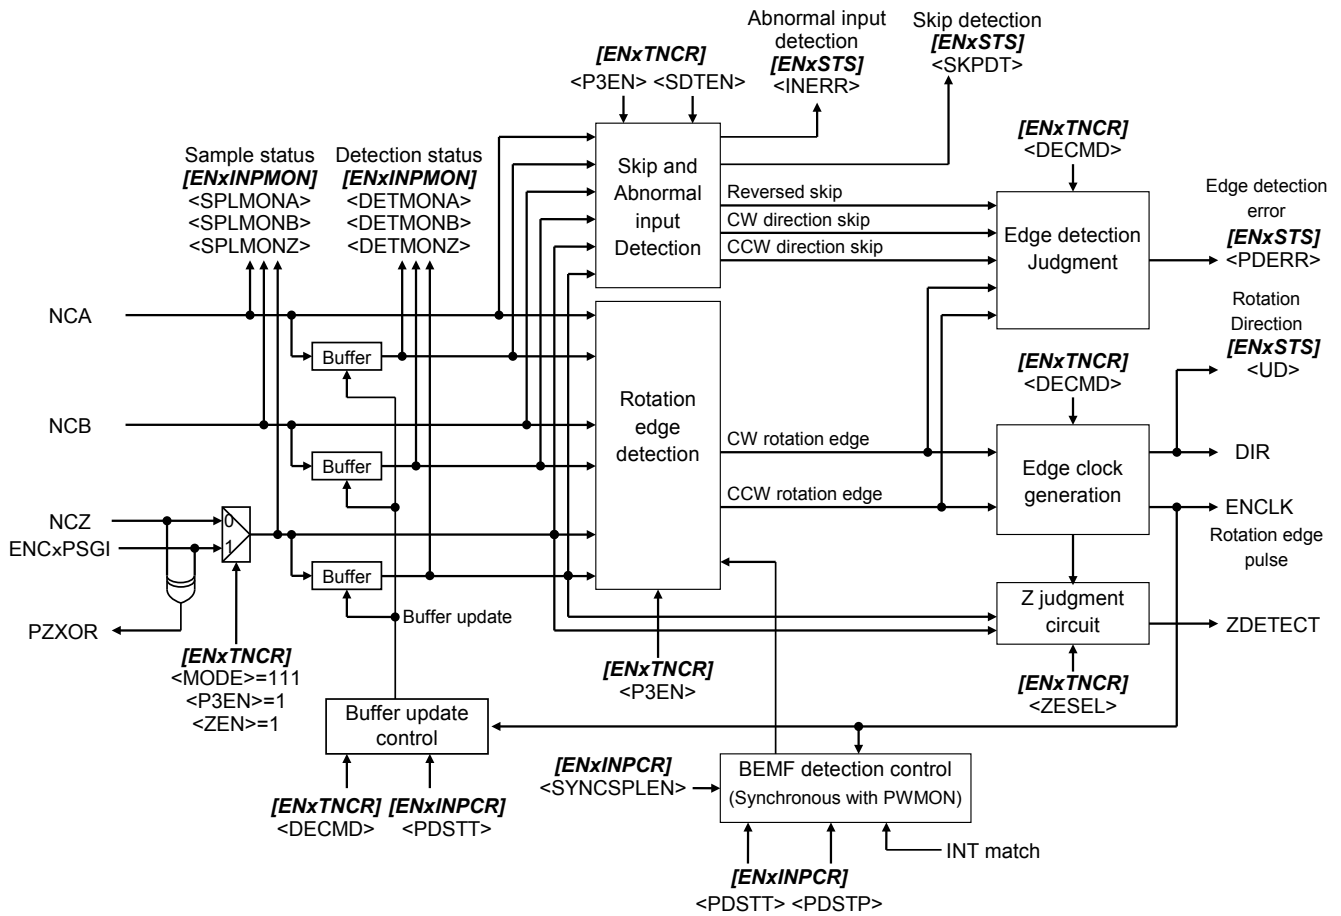 Abnormal input
detection
[ENxSTS]
<INERR>
Skip detection
[ENxSTS]
<SKPDT>
[ENxTNCR]
<P3EN> <SDTEN>
Sample status
[ENxINPMON]
<SPLMONA>
<SPLMONB>
<SPLMONZ>
Detection status
[ENxINPMON]
<DETMONA>
<DETMONB>
<DETMONZ>
Skip and
Abnormal
input
Detection
Reversed skip
CW direction skip
CCW direction skip
[ENxTNCR]
<DECMD>
Edge detection
Judgment
Edge detection
error
[ENxSTS]
<PDERR>
Rotation
Direction
[ENxSTS]
<UD>
NCA
Buffer
NCB
Buffer
Rotation
edge
detection
CW rotation edge
CCW rotation edge
[ENxTNCR]
<DECMD>
Edge clock
generation
DIR
ENCLK
Rotation edge
pulse
NCZ
ENCxPSGI
0
1
Buffer
PZXOR
Buffer update
[ENxTNCR]
<MODE>=111
<P3EN>=1
<ZEN>=1
[ENxTNCR]
<P3EN>
Z judgment
circuit
ZDETECT
[ENxTNCR]
<ZESEL>
Buffer update
control
[ENxTNCR]
<DECMD>
[ENxINPCR]
<PDSTT>
[ENxINPCR]
<SYNCSPLEN>
BEMF detection control
(Synchronous with PWMON)
INT match
[ENxINPCR]
<PDSTT> <PDSTP>